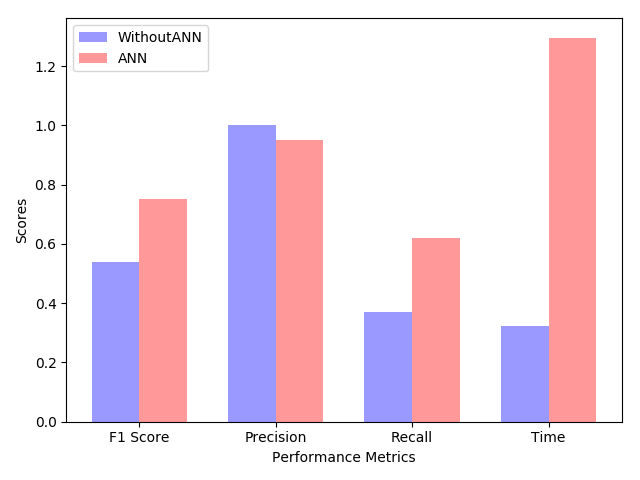 WithoutANN
ANN
Scores
1.2
1.0
0.8
0.6
0.4
0.2
0.0
F1 Score Precision Recall Time
Performance Metrics